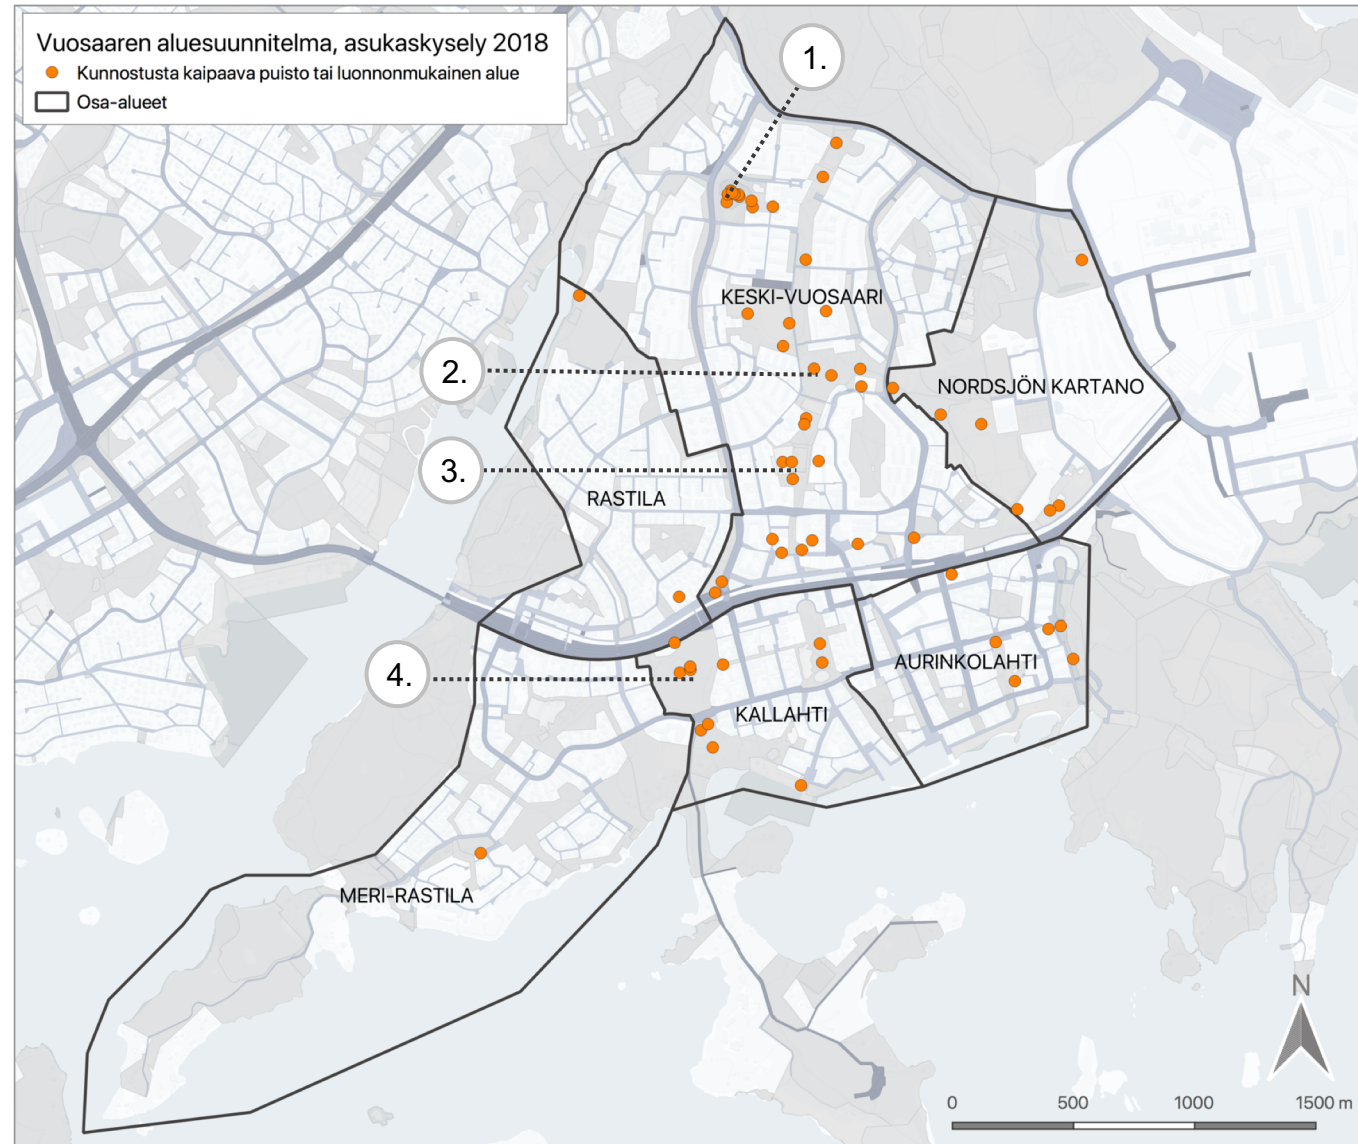 Vuosaaren aluesuunnitelma, asukaskysely 2018
Kunnostusta kaipaava puisto tai luonnonmukainen alue
Osa-alueet
1.
KESKI-VUOSAARI
2.
NORDSJÖN KARTANO
3.
RASTILA
4.
AURINKOLAHTI
KALLAHTI
MERI-RASTILA
N
0 500 1000 1500 m